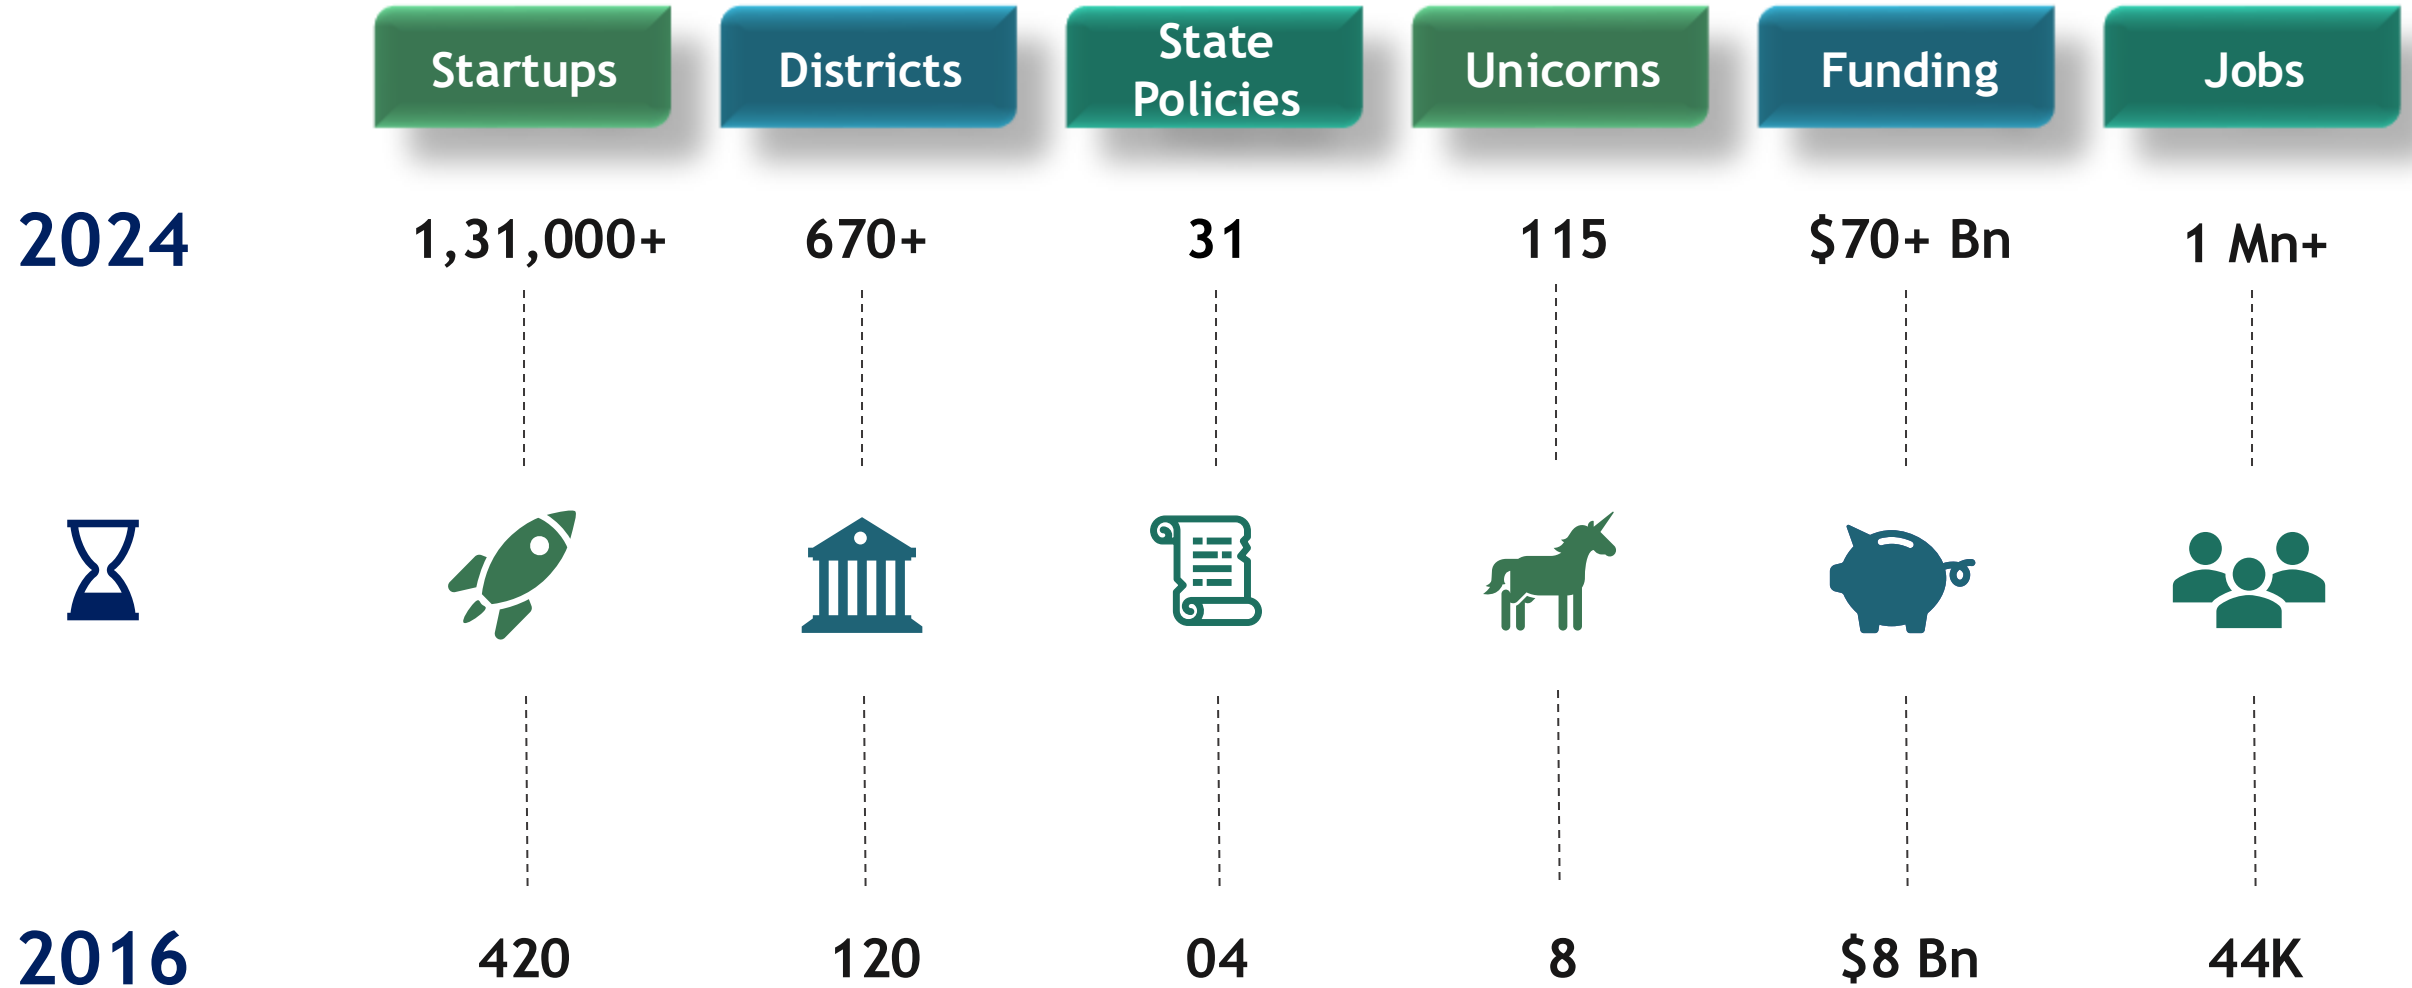 Startups
Districts
State
Policies
Unicorns
Funding
Jobs
2024
1,31,000+
670+
31
115
$70+ Bn
1 Mn+
2016
420
120
04
8
$8 Bn
44K